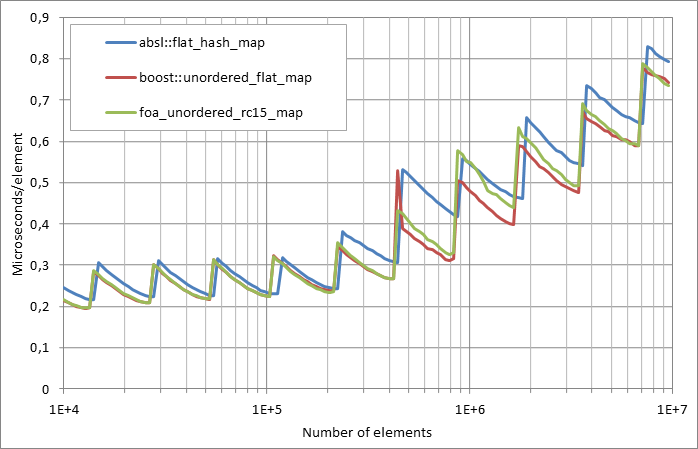 0,9
0,8
0,7
0,6
0,5
0,4
0,3
0,2
0,1
0
Microseconds/element
absl::flat_hash_map
boost::unordered_flat_map
foa_unordered_rc15_map
1E+4 1E+5 1E+6 1E+7
Number of elements